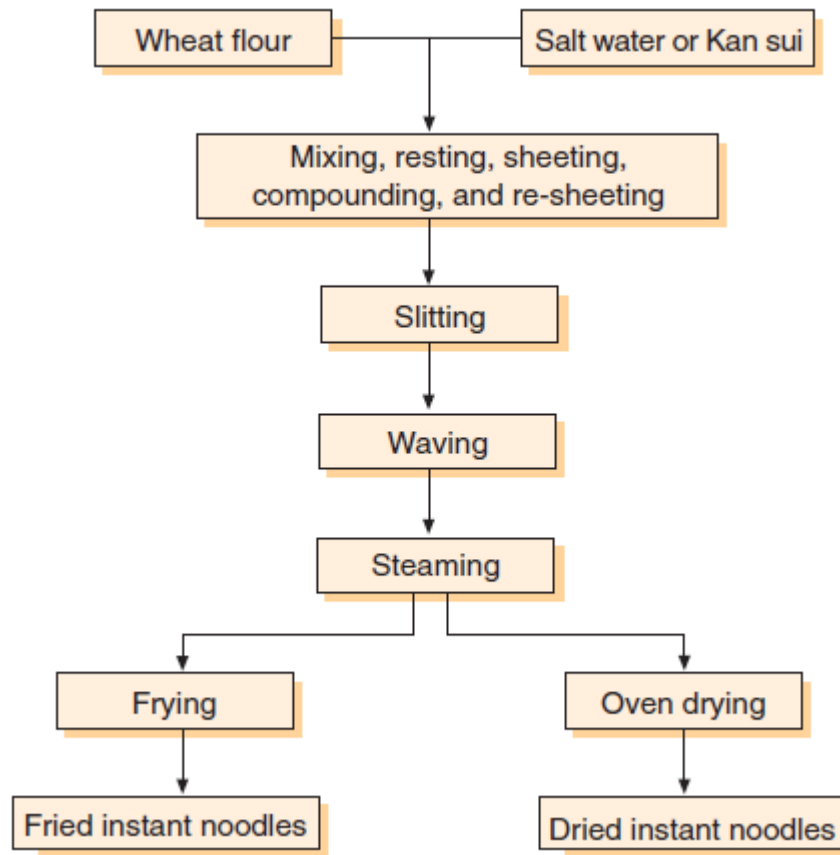 Wheat flour
Salt water or Kan sui
Mixing, resting, sheeting,
compounding, and re-sheeting
Slitting
Waving
Steaming
Frying
Oven drying
Fried instant noodles
Dried instant noodles